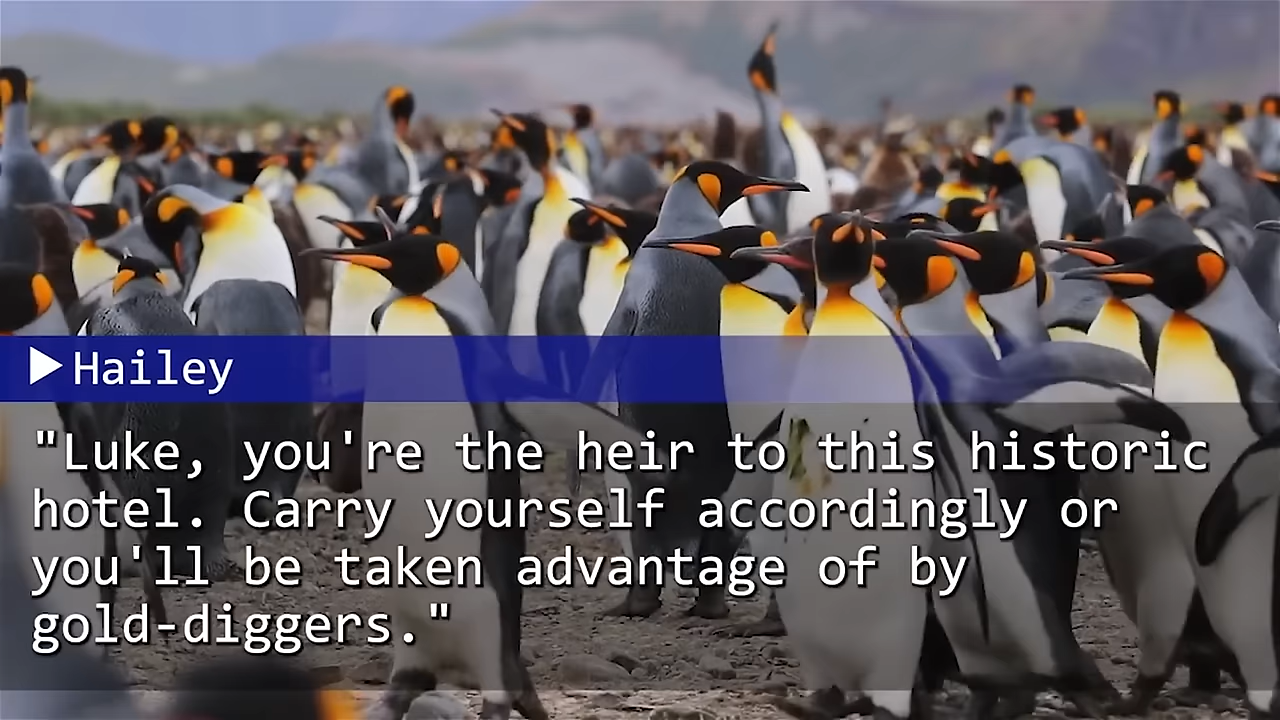 ▶Hailey
"Luke, you're the heir to this historic
hotel. Carry yourself accordingly or
you'll be taken advantage of by
gold-diggers."